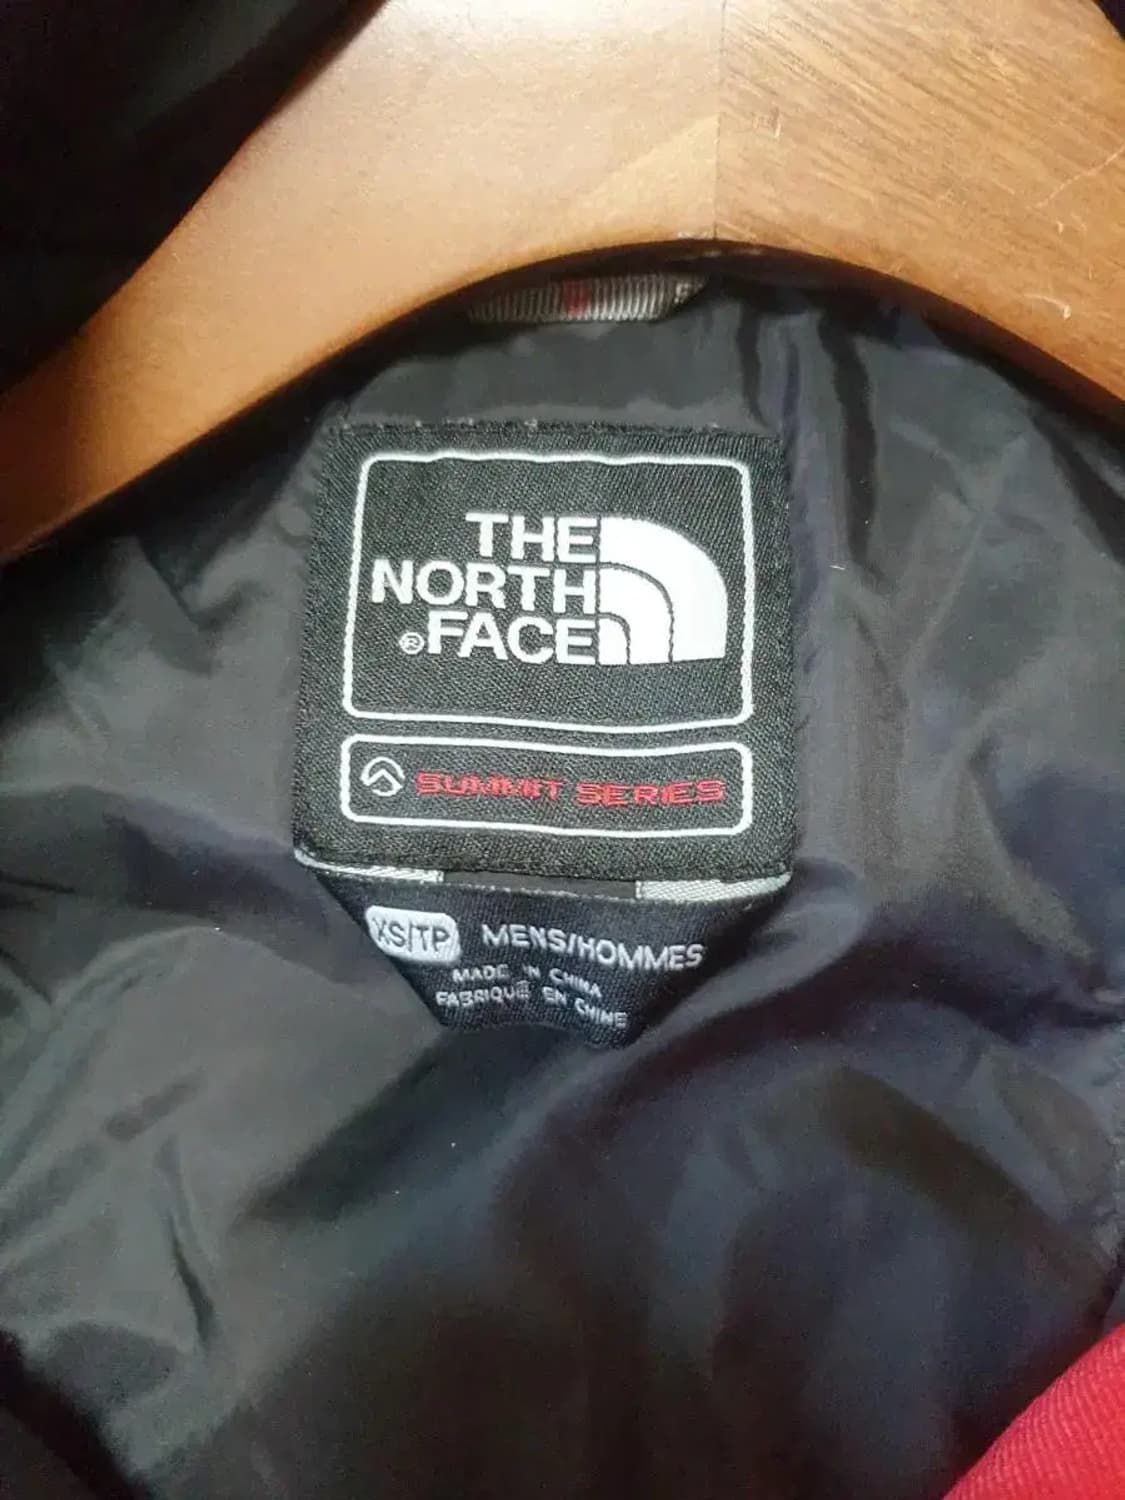 THE
NORTH
®FACE
SUMMIT SERIES
XS/TP MENS/HOMMES
MADE IN CHINA
FABRIQUÉ EN CHINE